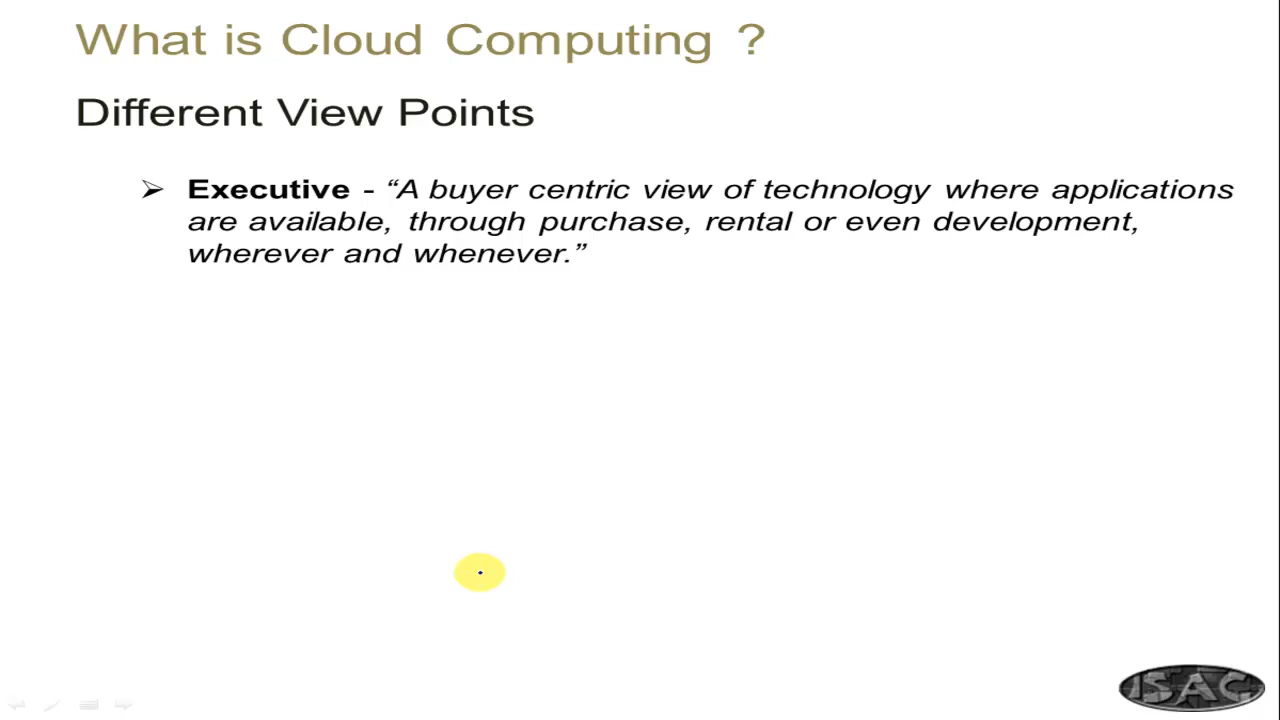 What is Cloud Computing ?
Different View Points
➢ Executive - “A buyer centric view of technology where applications
are available, through purchase, rental or even development,
wherever and whenever.”
ISAC